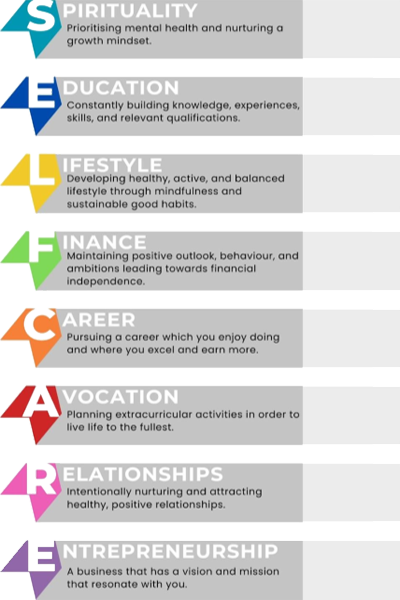 SPIRITUALITY
Prioritising mental health and nurturing a
growth mindset.
EDUCATION
Constantly building knowledge, experiences,
skills, and relevant qualifications.
LIFESTYLE
Developing healthy, active, and balanced
lifestyle through mindfulness and
sustainable good habits.
FINANCE
Maintaining positive outlook, behaviour, and
ambitions leading towards financial
independence.
CAREER
Pursuing a career which you enjoy doing
and where you excel and earn more.
AVOCATION
Planning extracurricular activities in order to
live life to the fullest.
RELATIONSHIPS
Intentionally nurturing and attracting
healthy, positive relationships.
ENTREPRENEURSHIP
A business that has a vision and mission
that resonate with you.